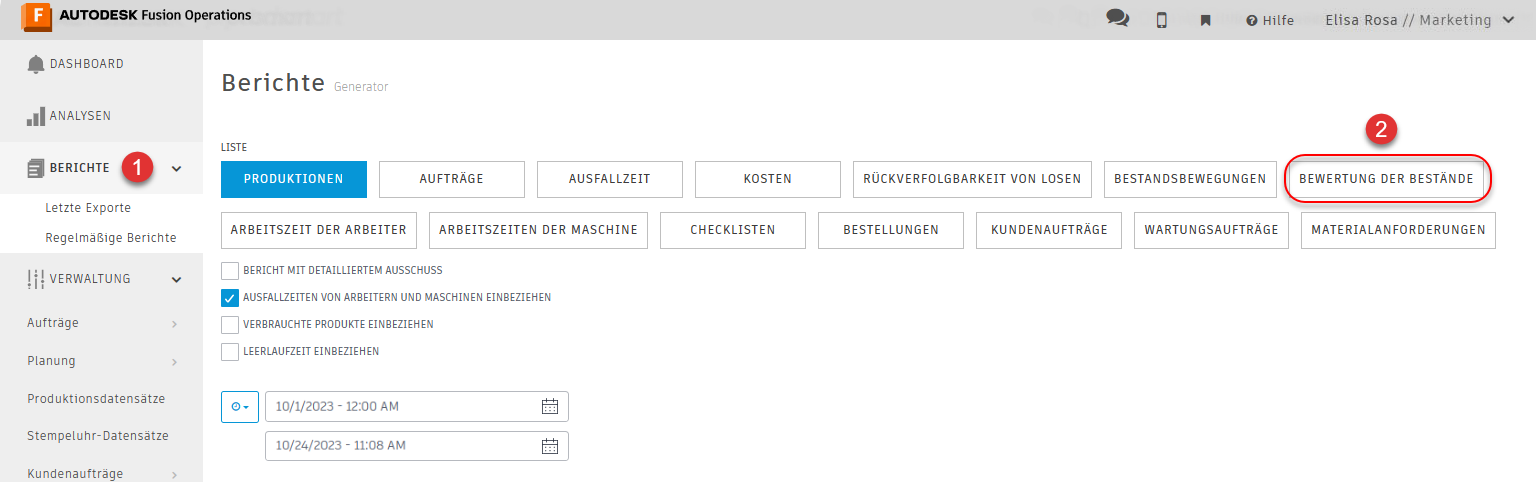 F AUTODESK Fusion Operations
Hilfe
Elisa Rosa // Marketing
DASHBOARD
ANALYSEN
BERICHTE 1
Letzte Exporte
Regelmäßige Berichte
VERWALTUNG
Aufträge
Planung
Produktionsdatensätze
Stempeluhr-Datensätze
Kundenaufträge
Berichte Generator
2
LISTE
PRODUKTIONEN AUFTRÄGE AUSFALLZEIT KOSTEN RÜCKVERFOLGBARKEIT VON LOSEN BESTANDSBEWEGUNGEN BEWERTUNG DER BESTÄNDE
ARBEITSZEIT DER ARBEITER ARBEITSZEITEN DER MASCHINE CHECKLISTEN BESTELLUNGEN KUNDENAUFTRÄGE WARTUNGSAUFTRÄGE MATERIALANFORDERUNGEN
BERICHT MIT DETAILLIERTEM AUSSCHUSS
AUSFALLZEITEN VON ARBEITERN UND MASCHINEN EINBEZIEHEN
VERBRAUCHTE PRODUKTE EINBEZIEHEN
LEERLAUFZEIT EINBEZIEHEN
10/1/2023 - 12:00 AM
10/24/2023 - 11:08 AM